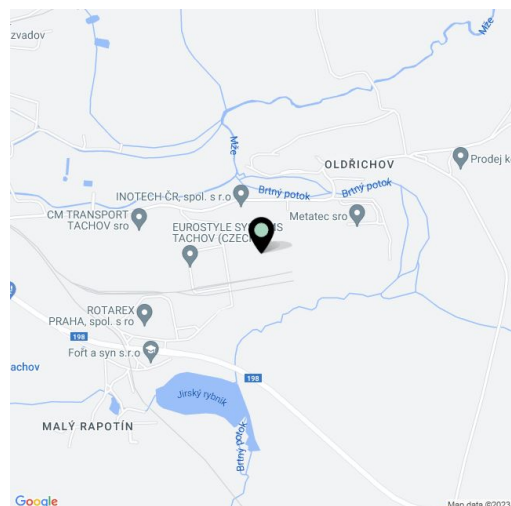 zvadov
Mže
Mže
OLDŘICHOV
Prodej k
INOTECH ČR, spol. s r.o
Brtný potok
Brtný potok
CM TRANSPORT
TACHOV sro
Metatec sro
EUROSTYLE SY
TACHOV (CZEC
ROTAREX
PRAHA, spol. s ro
198
Fořt a syn s.r.o
achov
198
Jirský rybník
MALÝ RAPOTÍN
Brtný potok
Google
Map data ©2023